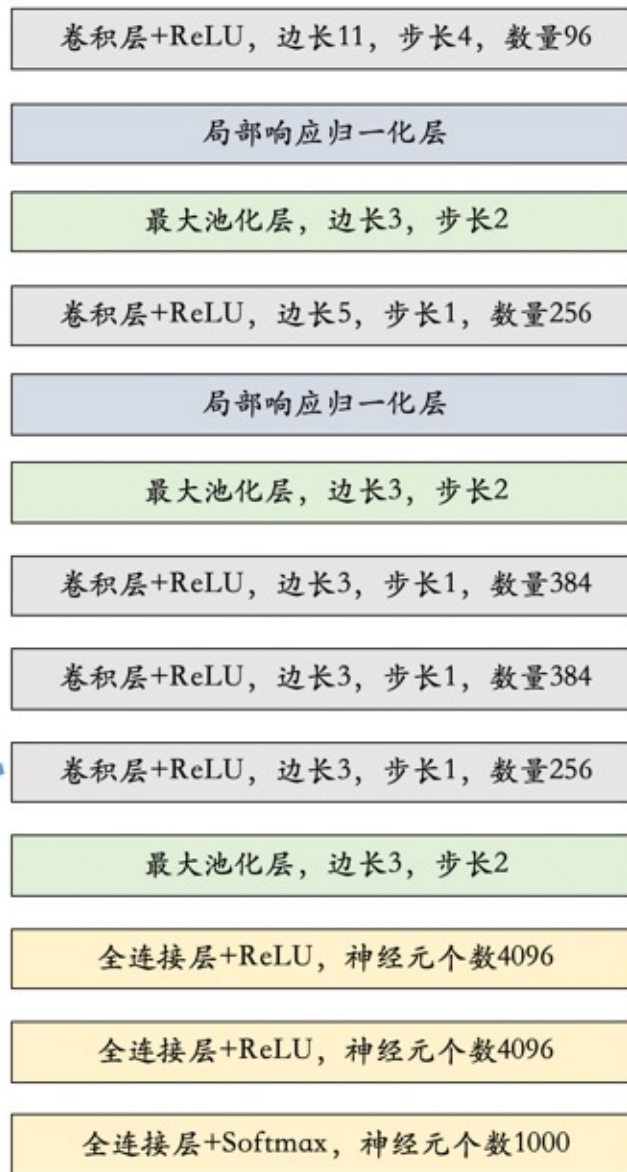 卷积层+ReLU，边长11，步长4，数量96
局部响应归一化层
最大池化层，边长3，步长2
卷积层+ReLU，边长5，步长1，数量256
局部响应归一化层
最大池化层，边长3，步长2
卷积层+ReLU，边长3，步长1，数量384
卷积层+ReLU，边长3，步长1，数量384
卷积层+ReLU，边长3，步长1，数量256
最大池化层，边长3，步长2
全连接层+ReLU，神经元个数4096
全连接层+ReLU，神经元个数4096
全连接层+Softmax，神经元个数1000